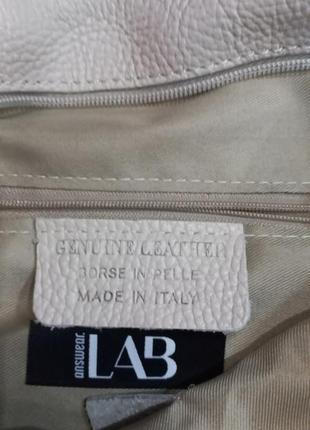 GENUINE LEATHER
BORSE IN PELLE
MADE IN ITALY
answear.
LAB